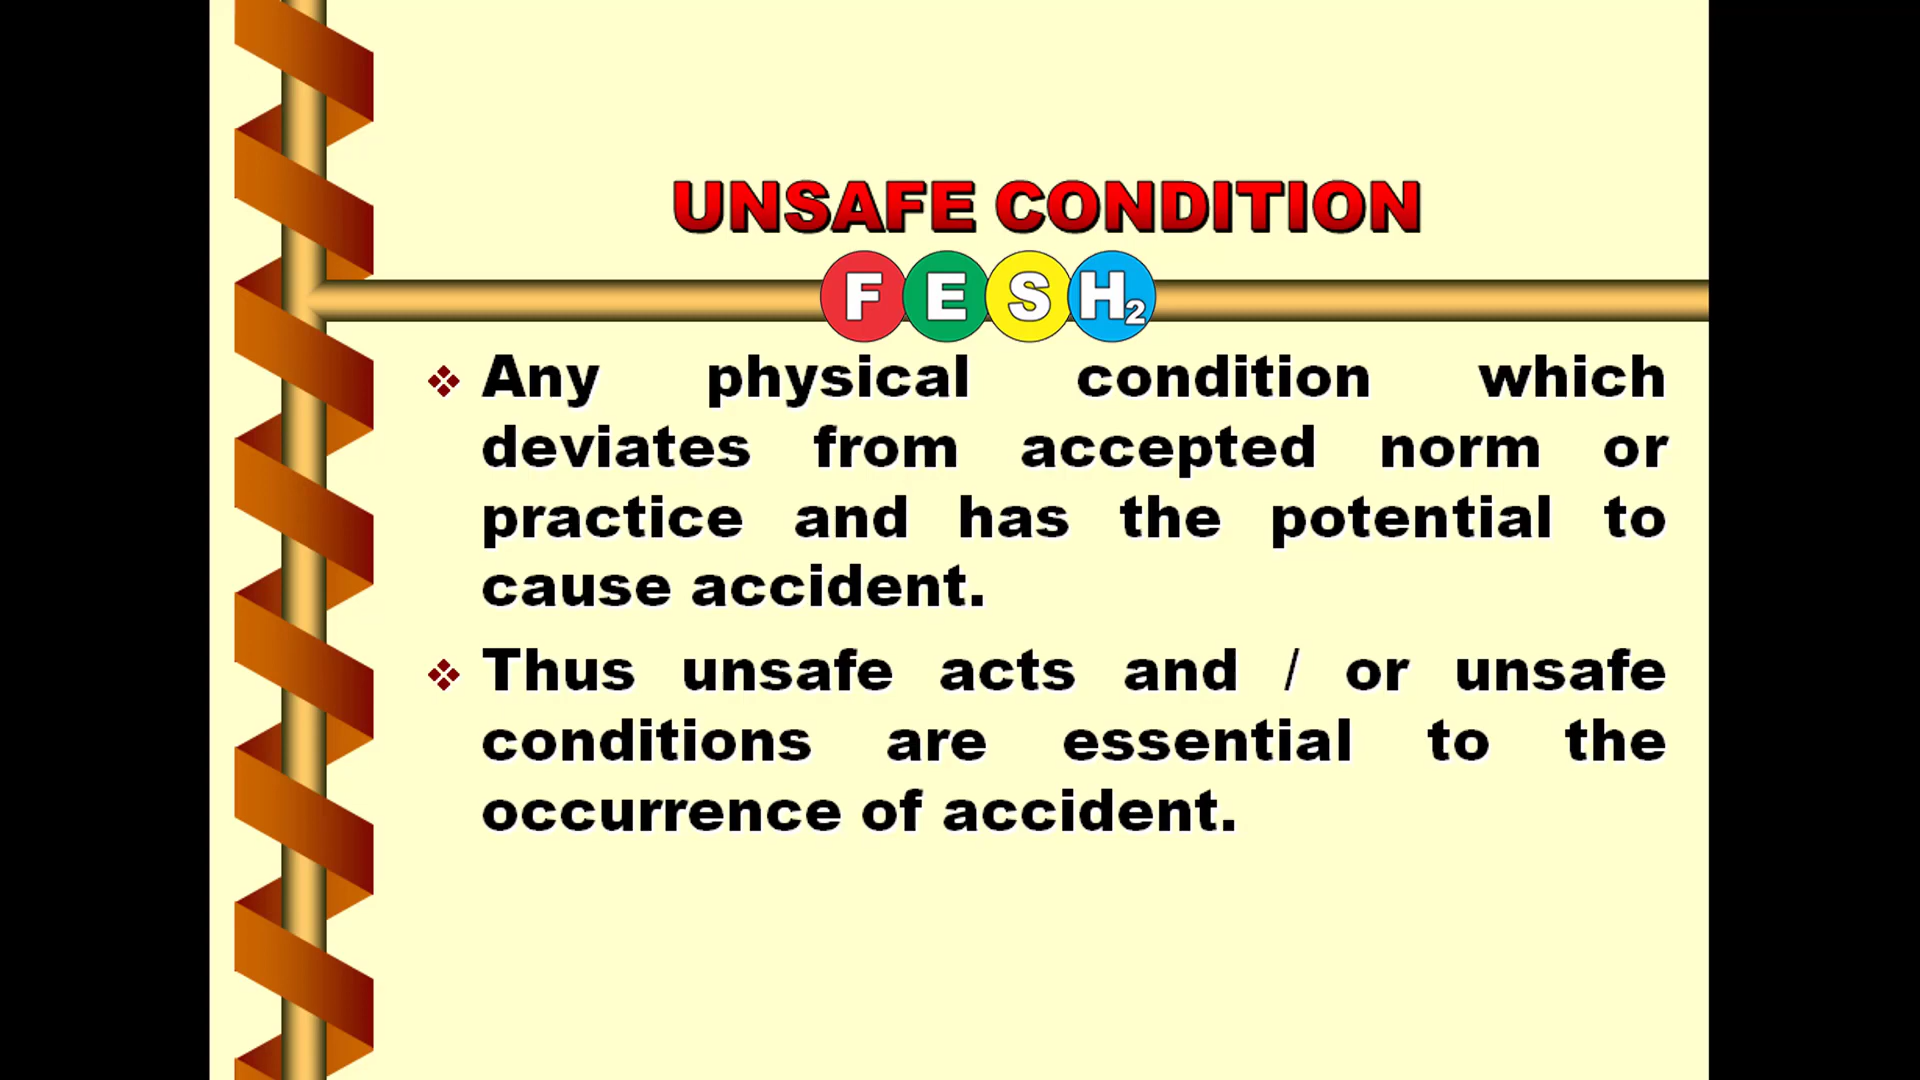 UNSAFE CONDITION
FESH2
Any physical condition which
deviates from accepted norm or
practice and has the potential to
cause accident.
Thus unsafe acts and / or unsafe
conditions are essential to the
occurrence of accident.